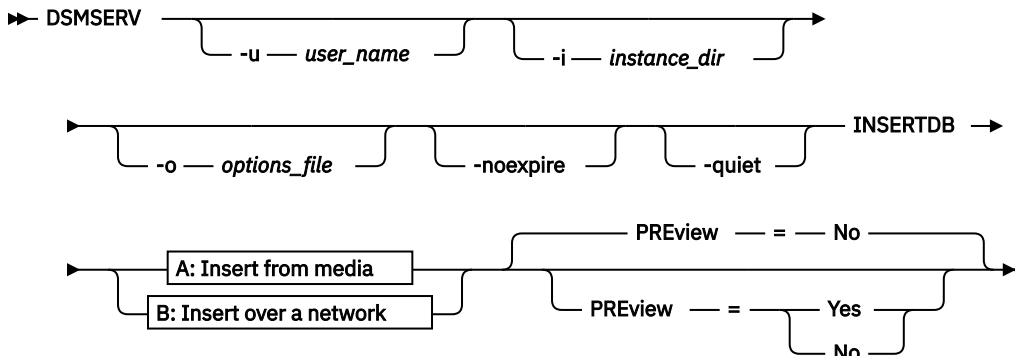 DSMSERV
-u user_name
-i instance_dir
-o options_file
-noexpire
-quiet
INSERTDB
A: Insert from media
B: Insert over a network
PREview = No
PREview = Yes
No